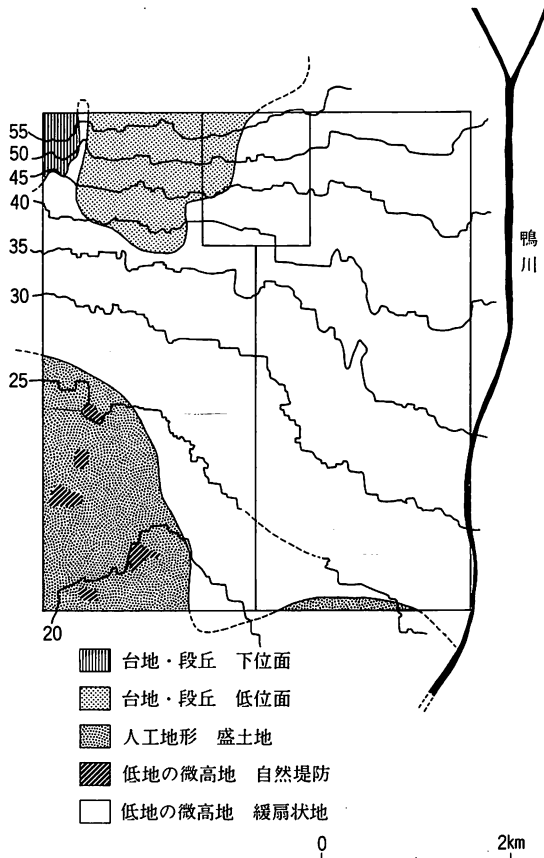 55
50
45
40
35
30
25
20
鴨川
台地・段丘 下位面
台地・段丘 低位面
人工地形 盛土地
低地の微高地 自然堤防
低地の微高地 緩扇状地
0 2km